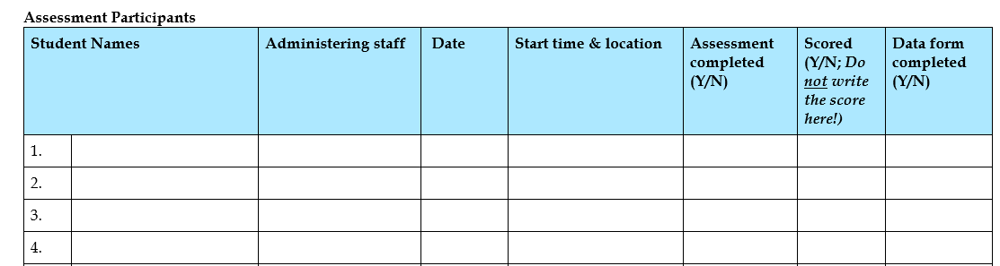 Assessment Participants
Student Names
Administering staff
Date
Start time & location
Assessment
completed
(Y/N)
Scored
(Y/N; Do
not write
the score
here!)
Data form
completed
(Y/N)
1.
2.
3.
4.